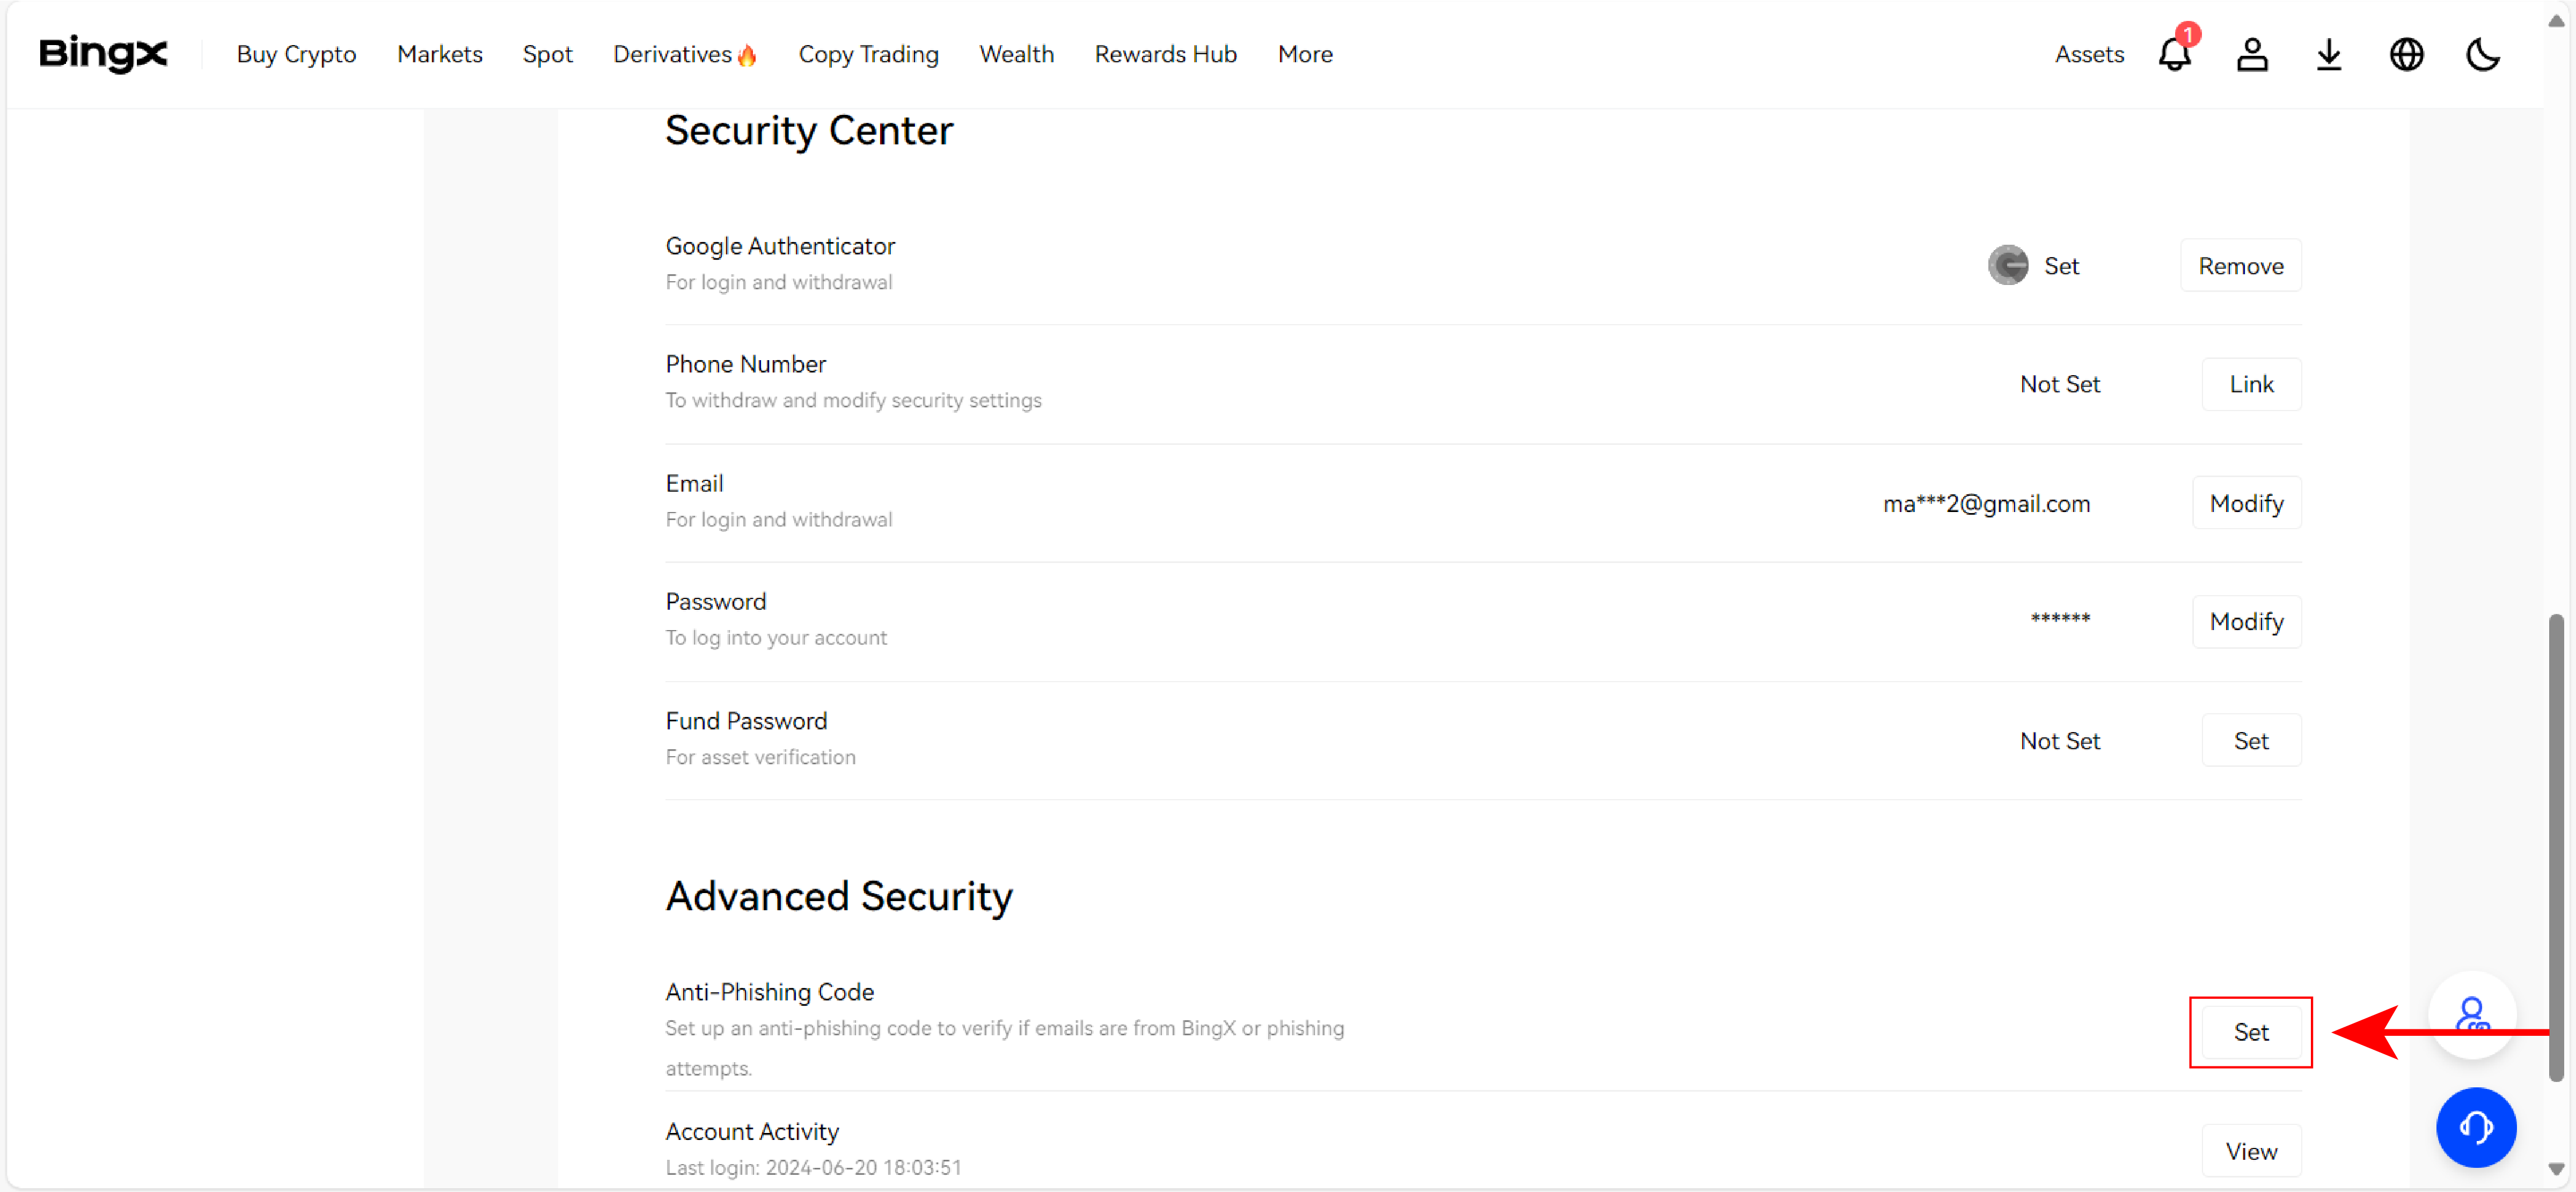 BingX
Buy Crypto Markets Spot Derivatives🔥 Copy Trading Wealth Rewards Hub More Assets 1
Security Center
Google Authenticator
For login and withdrawal
Set Remove
Phone Number
To withdraw and modify security settings
Not Set Link
Email
For login and withdrawal
ma***2@gmail.com Modify
Password
To log into your account
****** Modify
Fund Password
For asset verification
Not Set Set
Advanced Security
Anti-Phishing Code
Set up an anti-phishing code to verify if emails are from BingX or phishing
attempts.
Set
Account Activity
Last login: 2024-06-20 18:03:51
View